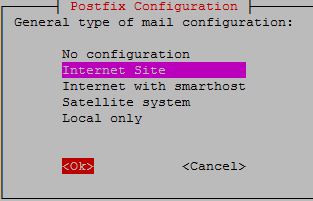 Postfix Configuration
General type of mail configuration:
No configuration
Internet Site
Internet with smarthost
Satellite system
Local only
<Ok> <Cancel>